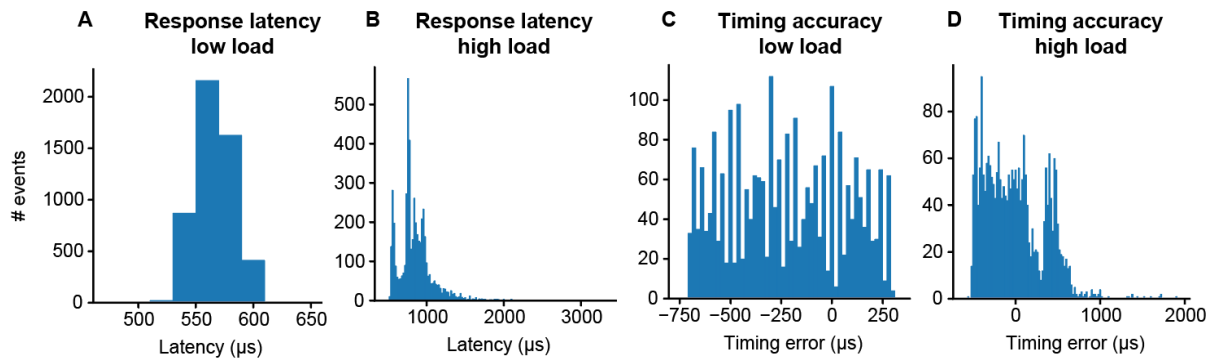 A Response latency
low load
# events
2000
1500
1000
500
0
500 550 600 650
Latency (μs)
B Response latency
high load
500
400
300
200
100
0
1000 2000 3000
Latency (μs)
C Timing accuracy
low load
100
80
60
40
20
0
−750 −500 −250 0 250
Timing error (μs)
D Timing accuracy
high load
80
60
40
20
0
0 1000 2000
Timing error (μs)